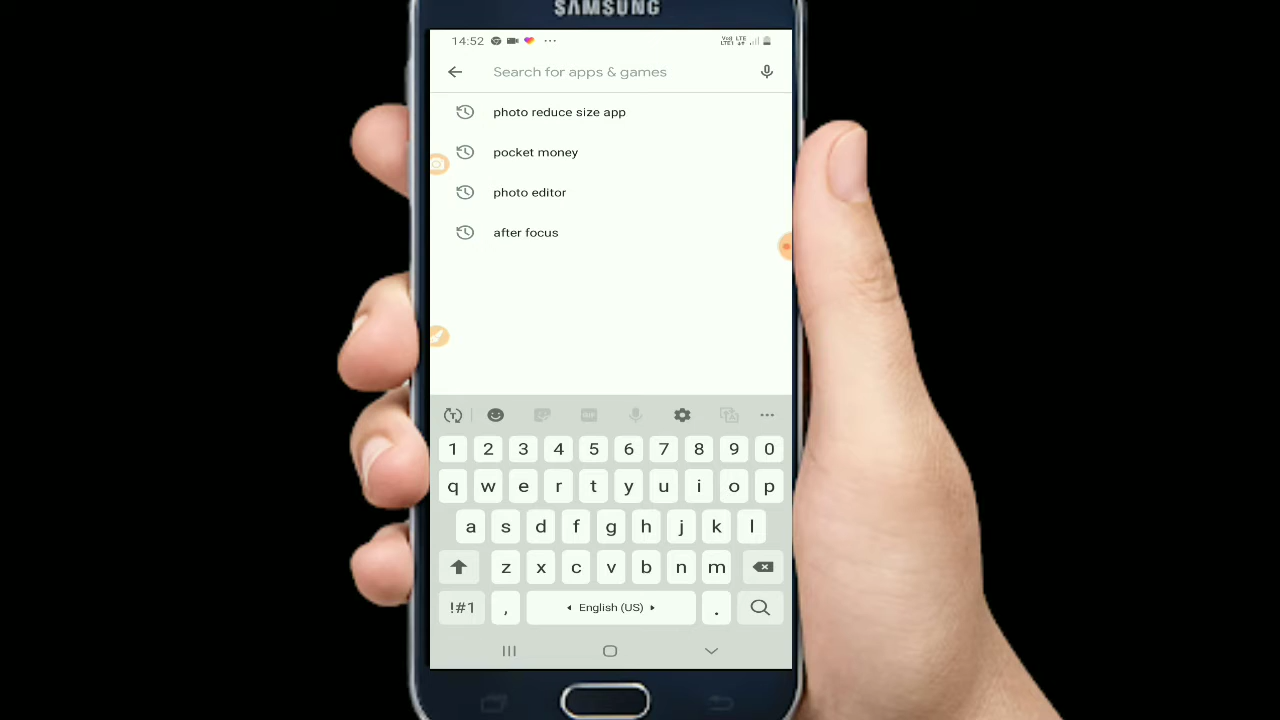 SAMSUNG
14:52
Search for apps & games
photo reduce size app
pocket money
photo editor
after focus
1 2 3 4 5 6 7 8 9 0
q w e r t y u i o p
a s d f g h j k l
z x c v b n m
!#1 , English (US) .